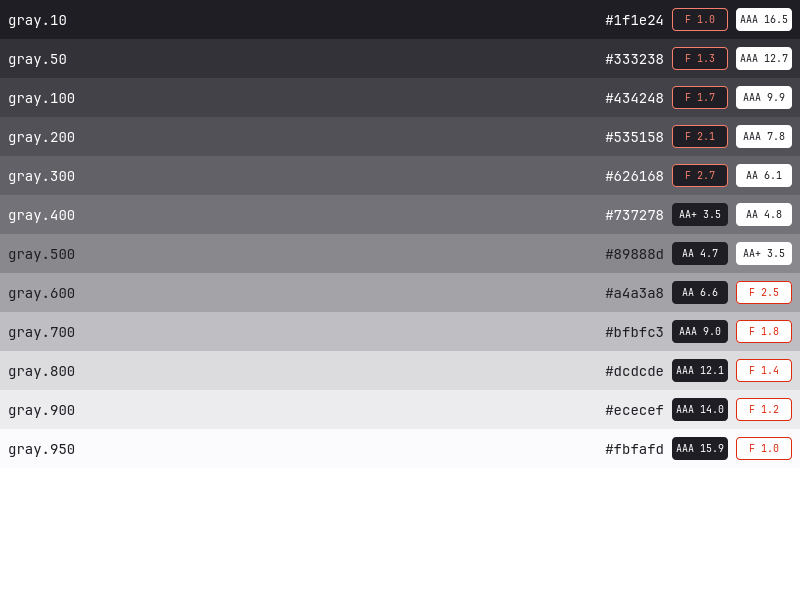 gray.10 #1f1e24 F 1.0 AAA 16.5
gray.50 #333238 F 1.3 AAA 12.7
gray.100 #434248 F 1.7 AAA 9.9
gray.200 #535158 F 2.1 AAA 7.8
gray.300 #626168 F 2.7 AA 6.1
gray.400 #737278 AA+ 3.5 AA 4.8
gray.500 #89888d AA 4.7 AA+ 3.5
gray.600 #a4a3a8 AA 6.6 F 2.5
gray.700 #bfbfc3 AAA 9.0 F 1.8
gray.800 #dcdcde AAA 12.1 F 1.4
gray.900 #ececef AAA 14.0 F 1.2
gray.950 #fbfafd AAA 15.9 F 1.0